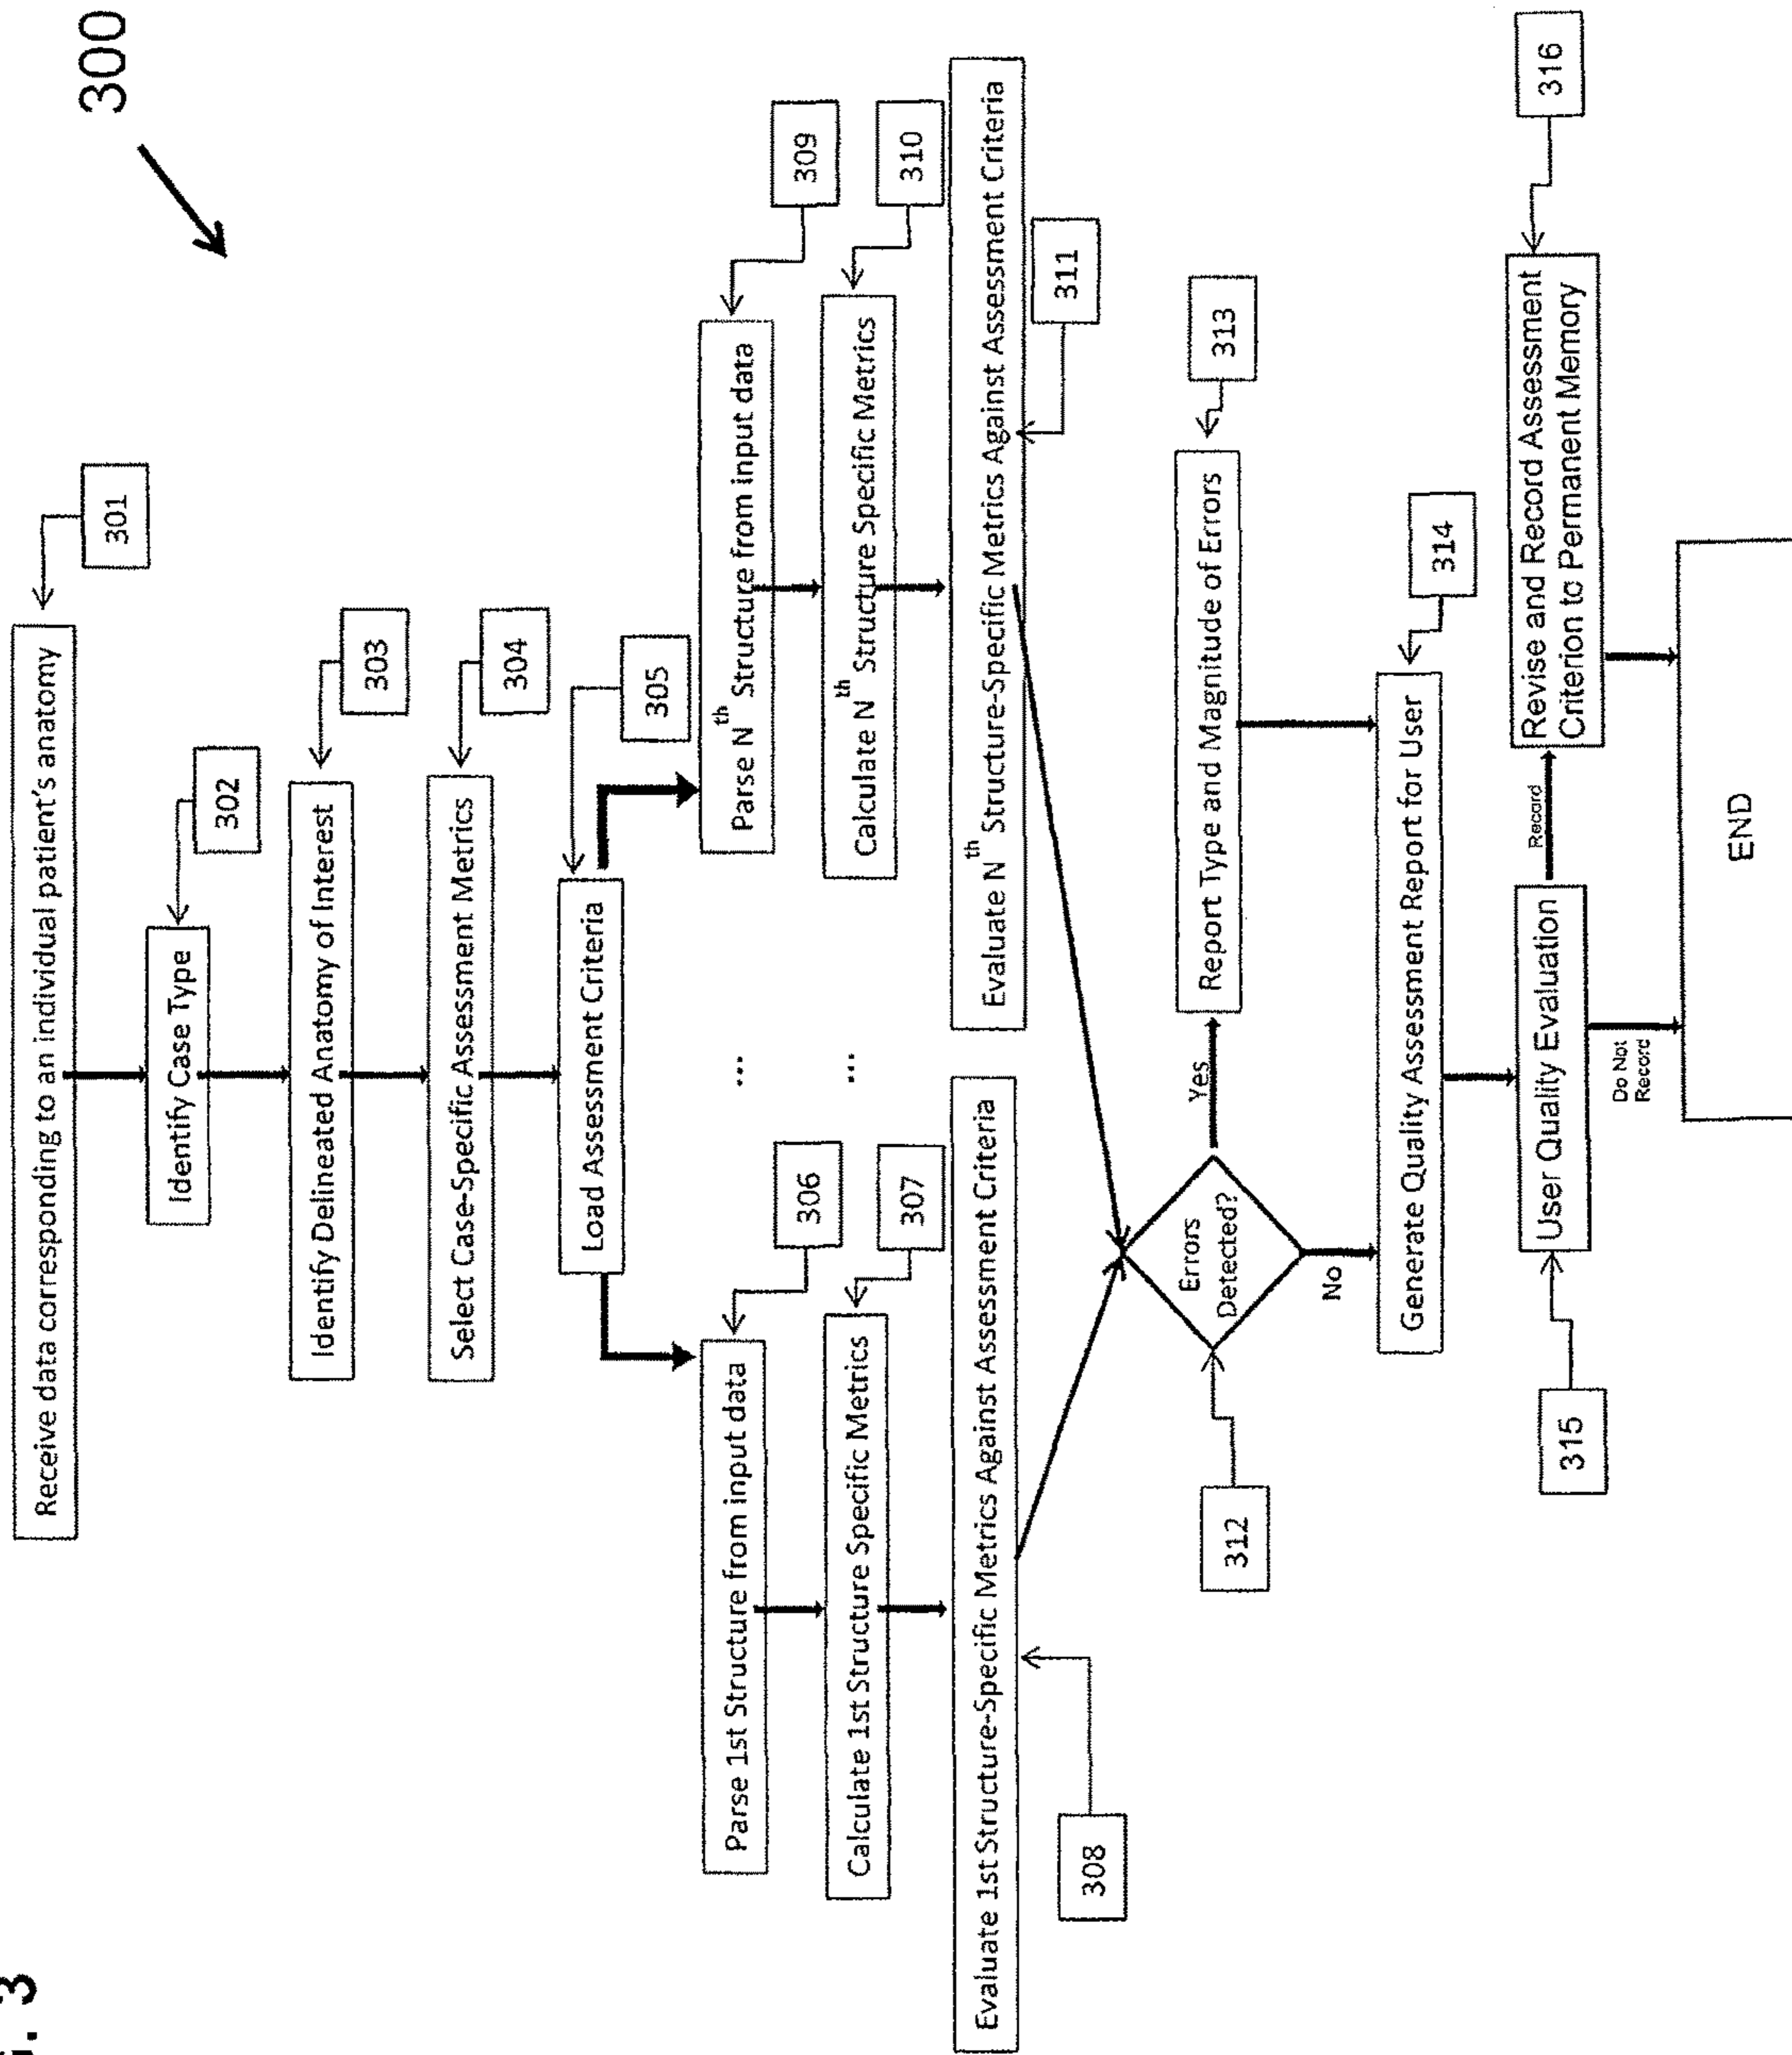 . 3
300
Receive data corresponding to an individual patient's anatomy
301
Identify Case Type
302
Identify Delineated Anatomy of Interest
303
Select Case-Specific Assessment Metrics
304
Load Assessment Criteria
305
Parse 1st Structure from input data
306
...
Parse Nth Structure from input data
309
Calculate 1st Structure Specific Metrics
307
...
Calculate Nth Structure Specific Metrics
310
Evaluate 1st Structure-Specific Metrics Against Assessment Criteria
308
Evaluate Nth Structure-Specific Metrics Against Assessment Criteria
311
312
Errors
Detected?
Yes
No
Report Type and Magnitude of Errors
313
Generate Quality Assessment Report for User
314
315
User Quality Evaluation
Record
Do Not
Record
Revise and Record Assessment
Criterion to Permanent Memory
316
END